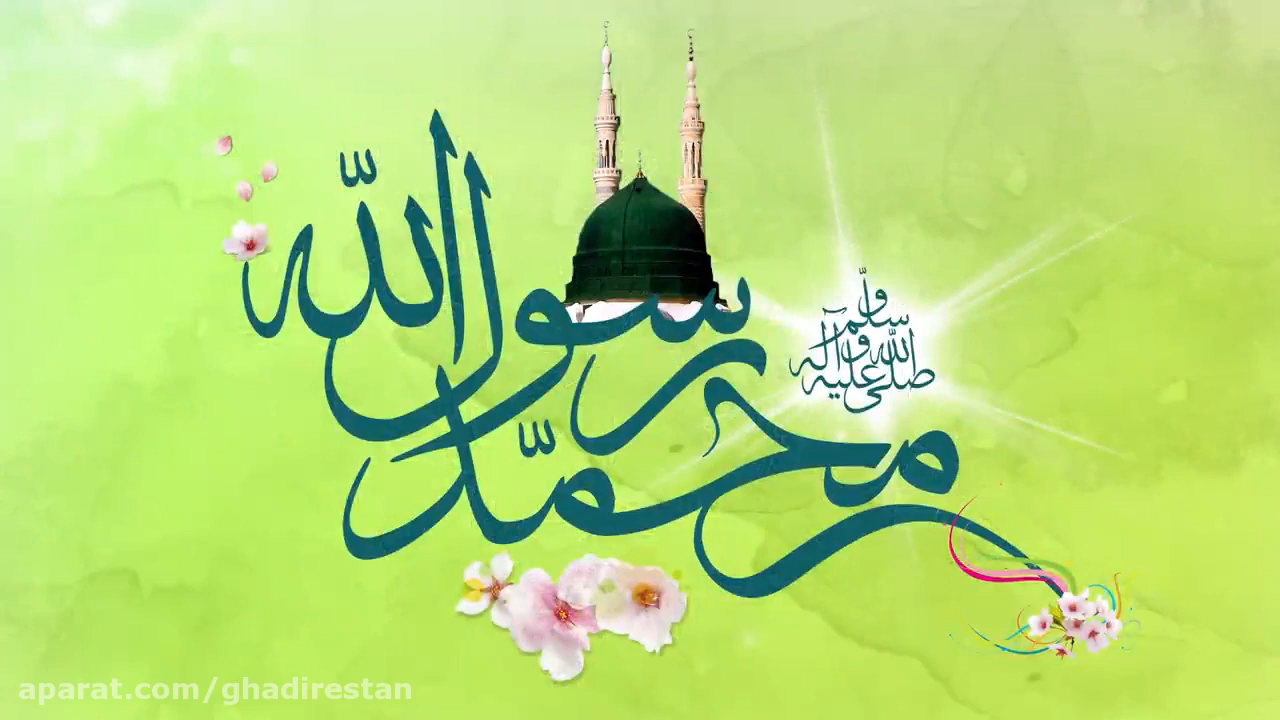 محمد رسول الله
صلی الله علیه و آله و سلم
aparat.com/ghadirestan